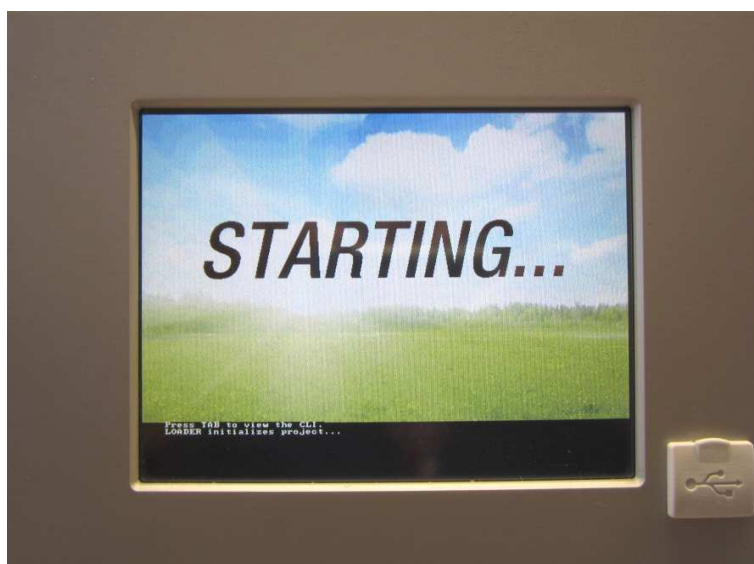 STARTING...
Press TAB to view the CLI.
LOADER initializes project...